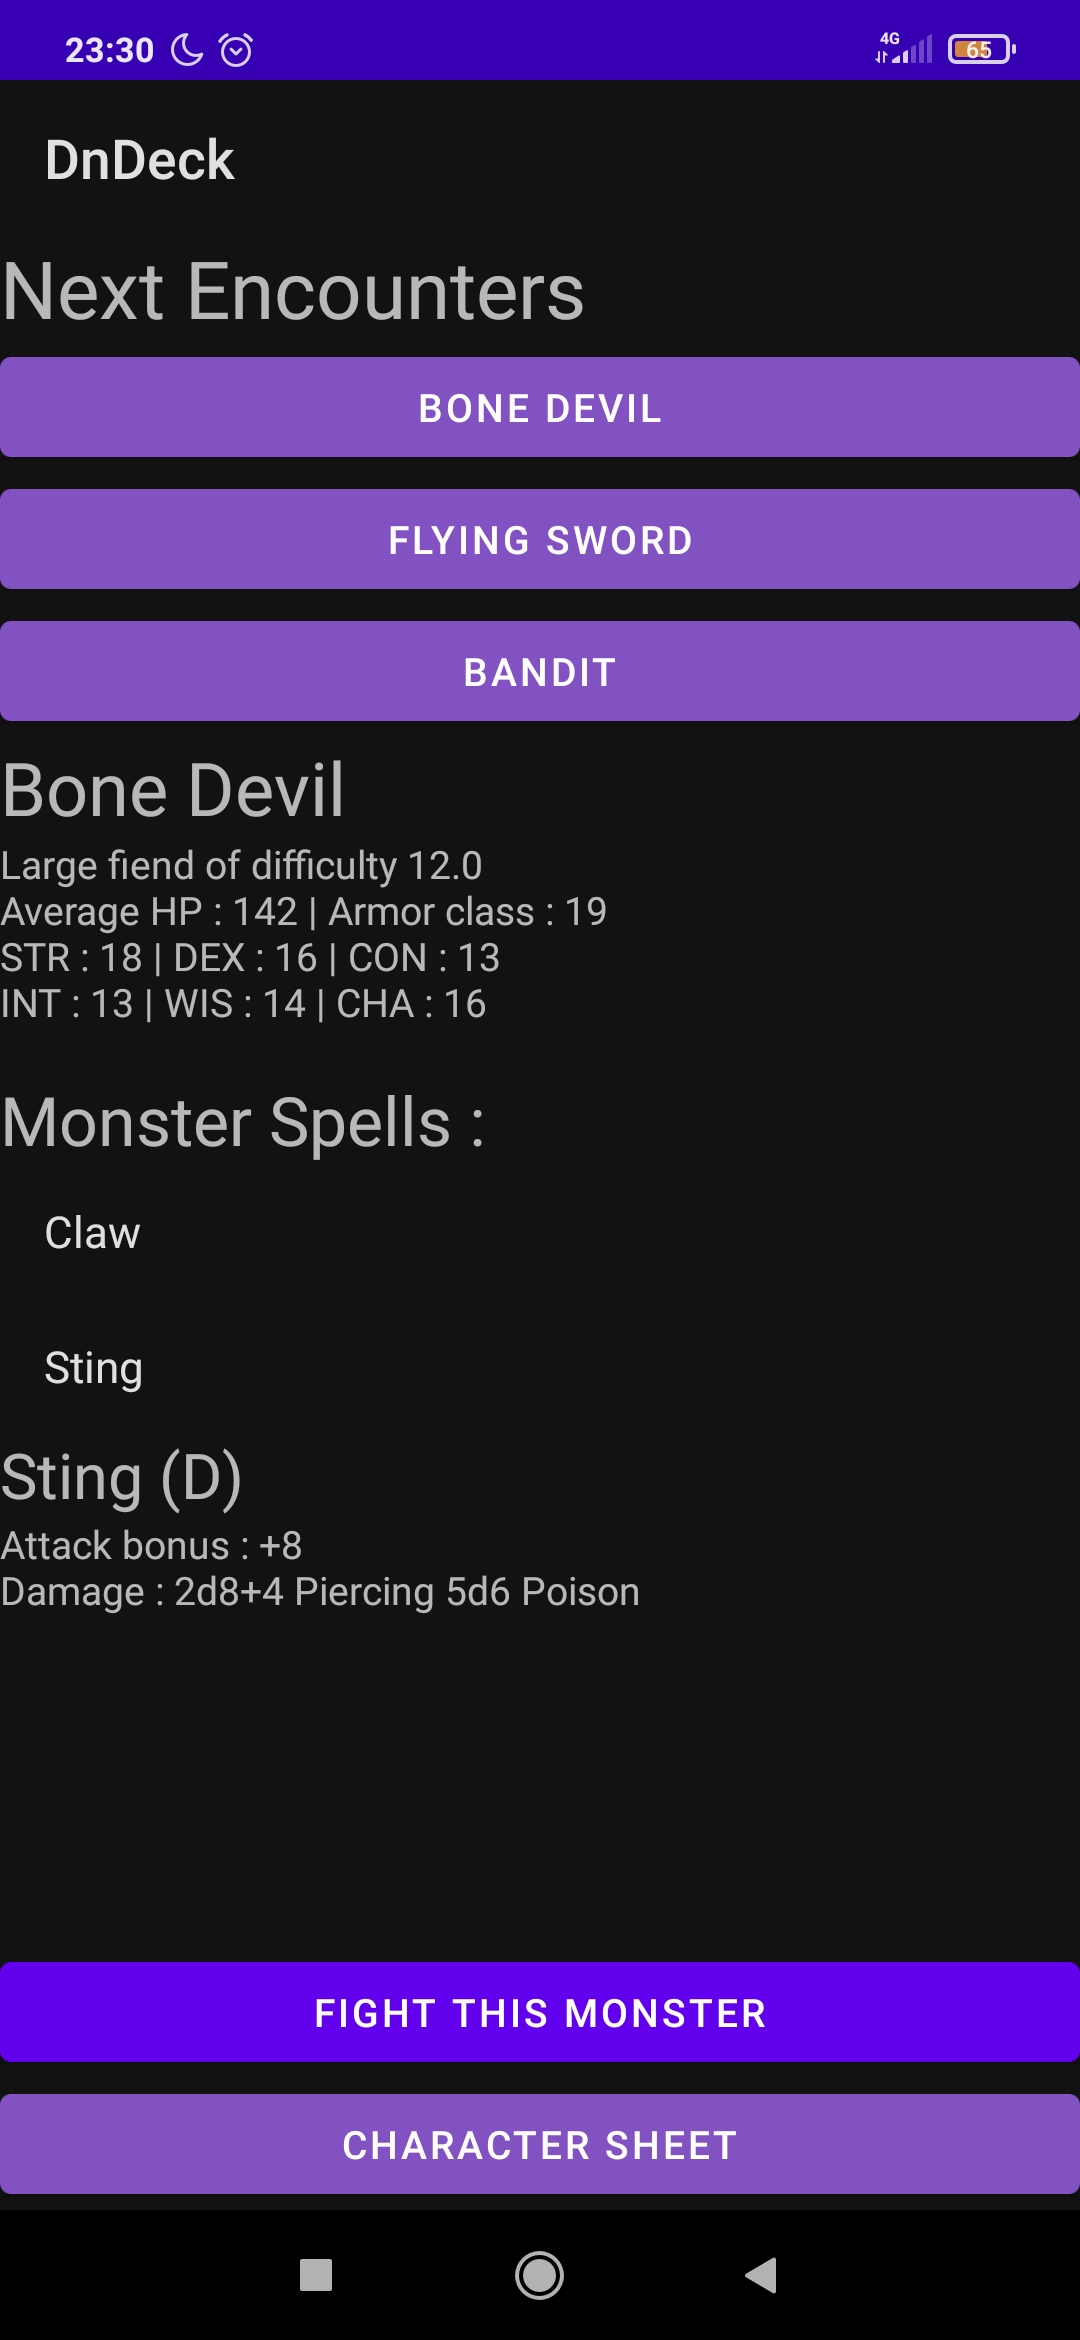 23:30
4G
65
DnDeck
Next Encounters
BONE DEVIL
FLYING SWORD
BANDIT
Bone Devil
Large fiend of difficulty 12.0
Average HP : 142 | Armor class : 19
STR : 18 | DEX : 16 | CON : 13
INT : 13 | WIS : 14 | CHA : 16
Monster Spells :
Claw
Sting
Sting (D)
Attack bonus : +8
Damage : 2d8+4 Piercing 5d6 Poison
FIGHT THIS MONSTER
CHARACTER SHEET